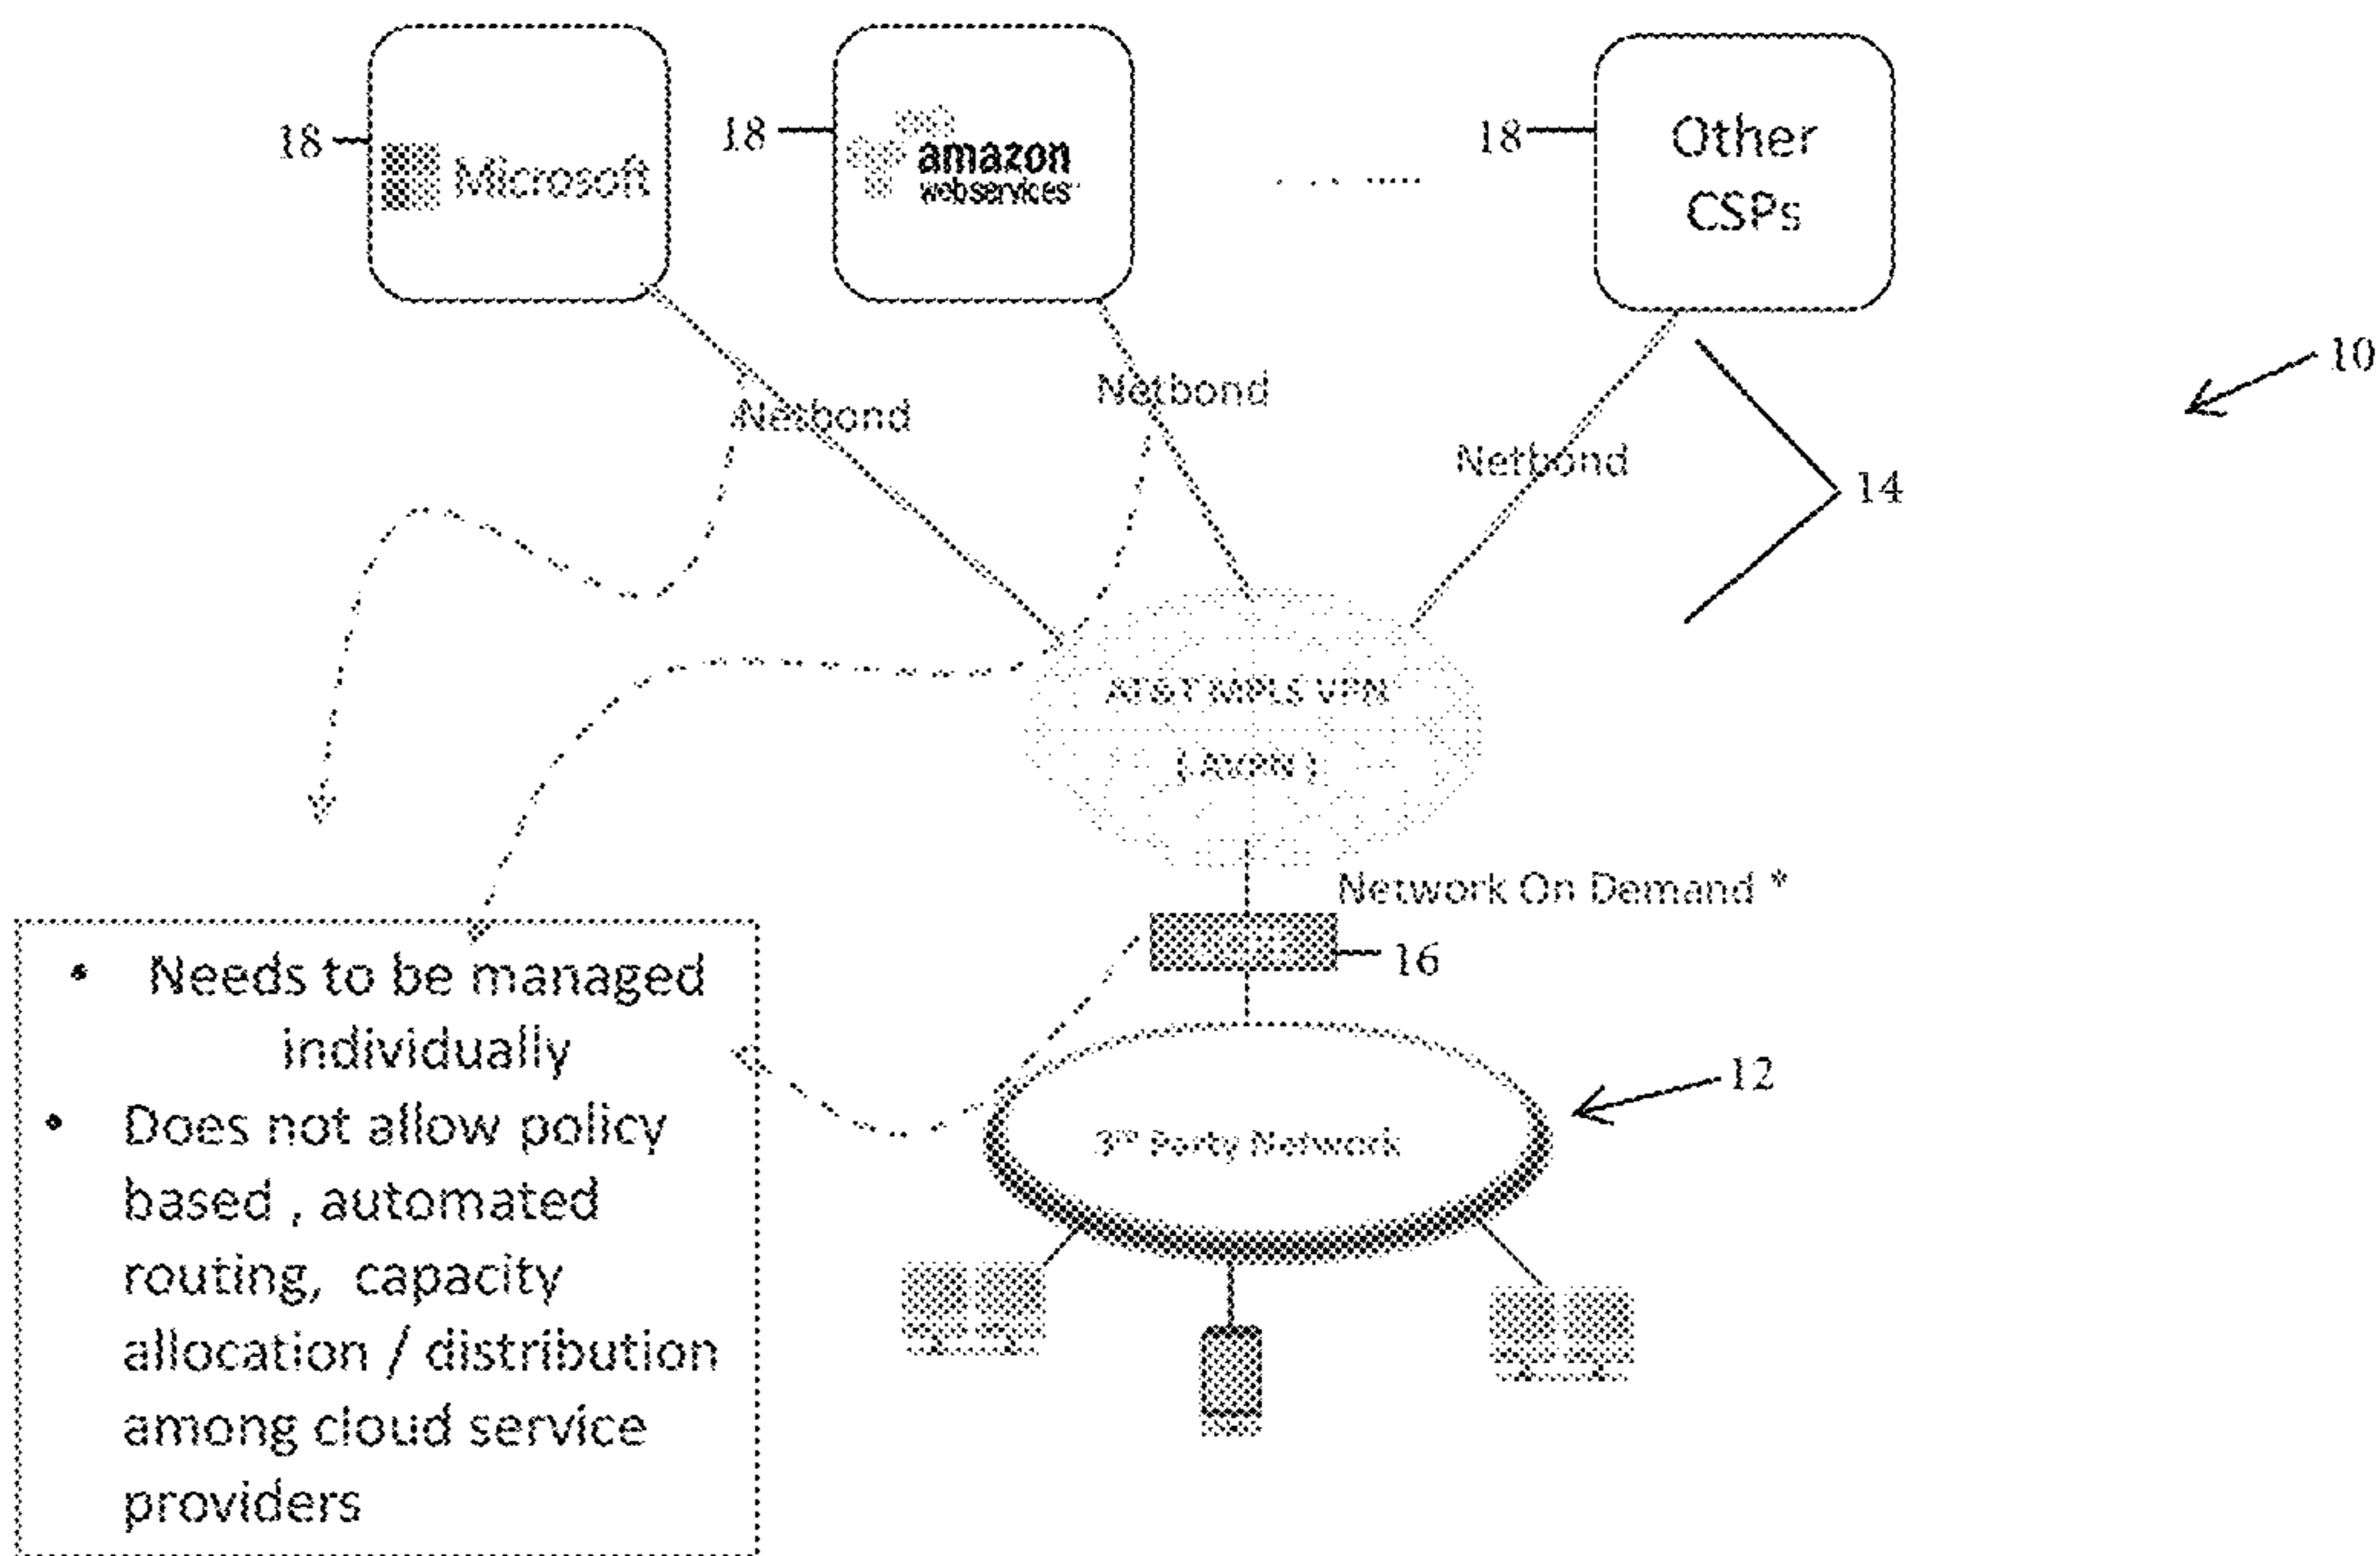 18
Microsoft
18
amazon
webservices
18
Other
CSPs
10
Netbond
Netbond
Netbond
14
AT&T MPLS VPN
( AVPN )
Network On Demand *
16
• Needs to be managed
individually
• Does not allow policy
based , automated
routing, capacity
allocation / distribution
among cloud service
providers
12
3rd Party Network